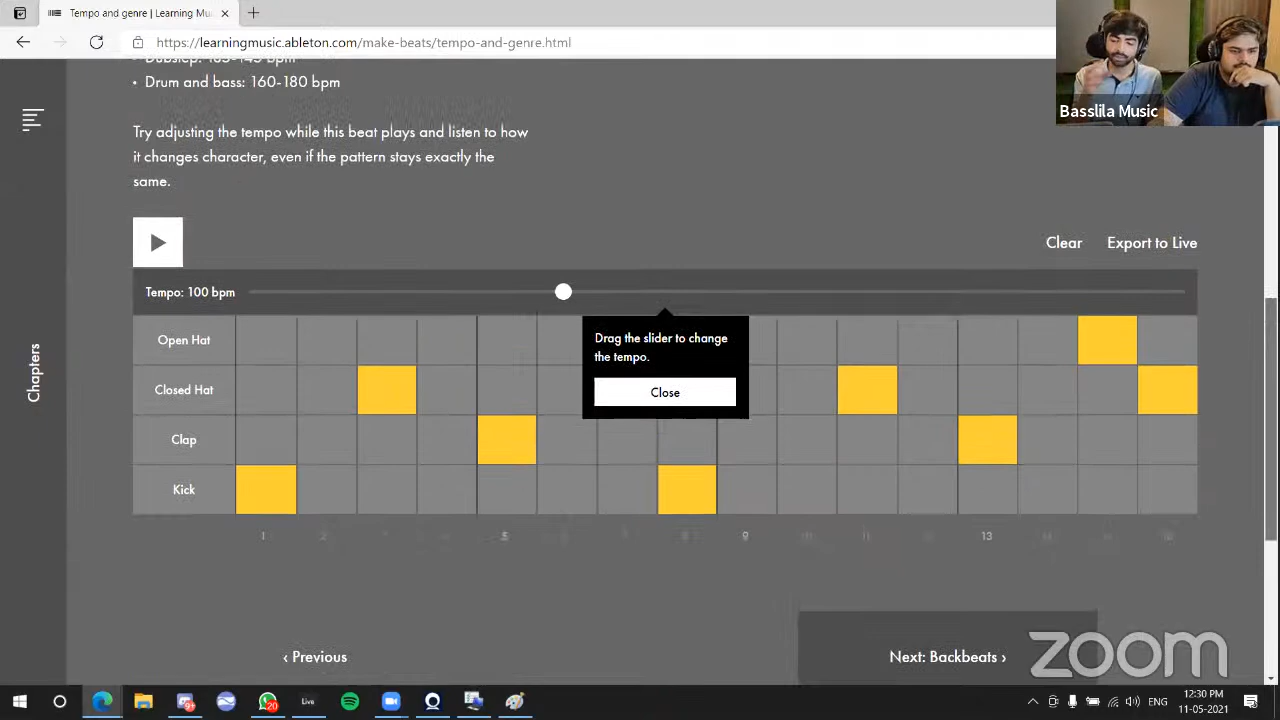 Tempo and genre | Learning Mu
https://learningmusic.ableton.com/make-beats/tempo-and-genre.html
Basslila Music
• Drum and bass: 160-180 bpm
Try adjusting the tempo while this beat plays and listen to how
it changes character, even if the pattern stays exactly the
same.
Clear
Export to Live
Tempo: 100 bpm
Open Hat
Drag the slider to change
the tempo.
Close
Closed Hat
Clap
Kick
1 5 9 11 13
Chapters
‹ Previous
Next: Backbeats ›
zoom
Live
20
ENG
12:30 PM
11-05-2021